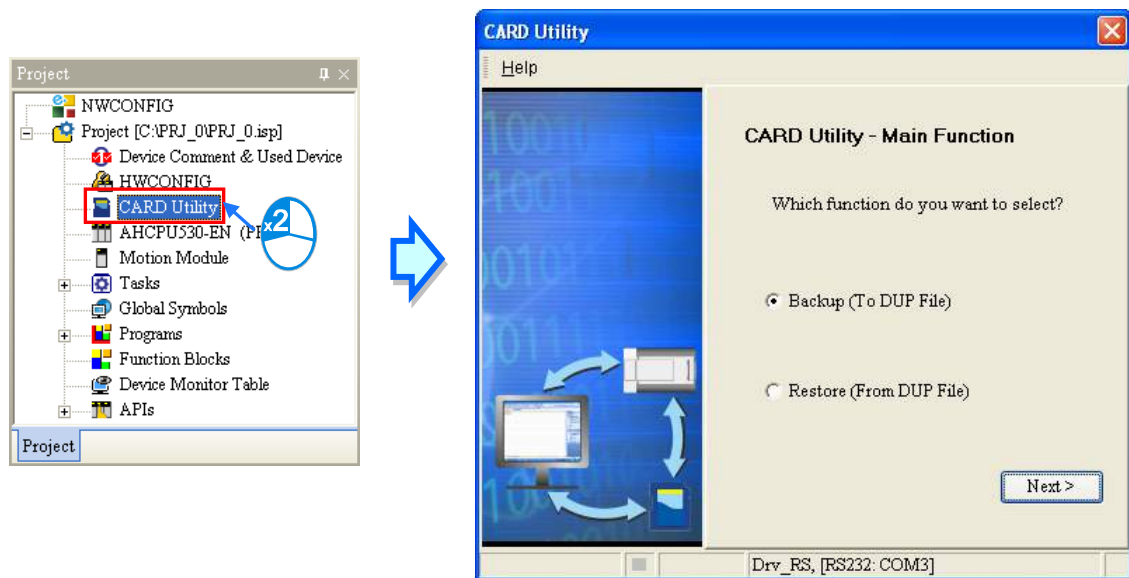 Project
NWCONFIG
Project [C:\PRJ_0\PRJ_0.isp]
Device Comment & Used Device
HWCONFIG
CARD Utility
x2
AHCPU530-EN (
Motion Module
Tasks
Global Symbols
Programs
Function Blocks
Device Monitor Table
APIs
Project
CARD Utility
Help
CARD Utility - Main Function
Which function do you want to select?
Backup (To DUP File)
Restore (From DUP File)
Next >
Drv_RS, [RS232: COM3]